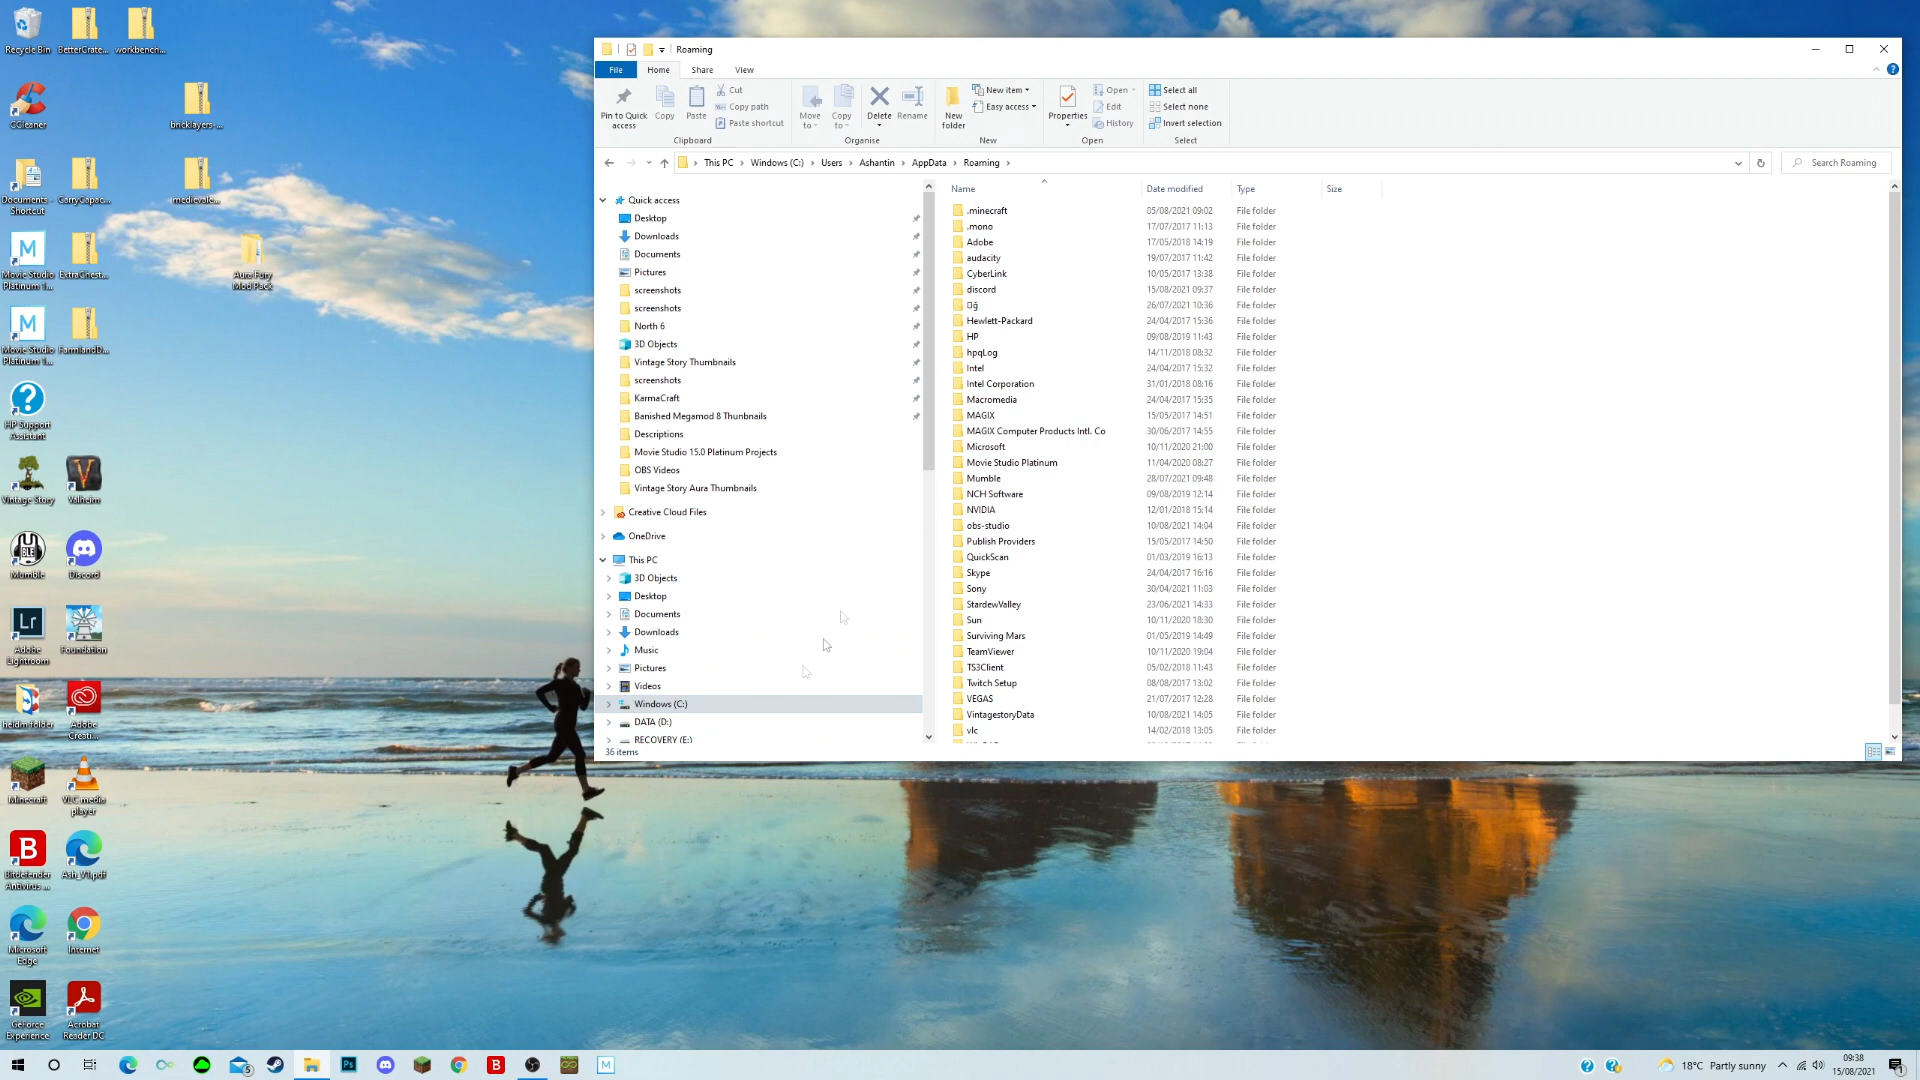 Recycle Bin
BetterCrate...
workbench...
CCleaner
bricklayers-...
Documents - Shortcut
CarryCapac...
medievale...
Movie Studio Platinum 1...
ExtraChest...
Aura Fury Mod Pack
Movie Studio Platinum 1...
FarmlandD...
HP Support Assistant
Vintage Story
Valheim
Mumble
Discord
Adobe Lightroom
Foundation
Adobe Creati...
Minecraft
VLC media player
Bitdefender Antivirus ...
Ash_V1.pdf
Microsoft Edge
Internet
GeForce Experience
Acrobat Reader DC
Roaming
File
Home
Share
View
Pin to Quick access
Copy
Paste
Cut
Copy path
Paste shortcut
Clipboard
Move to
Copy to
Delete
Rename
Organise
New folder
New item
Easy access
New
Properties
Open
Edit
History
Open
Select all
Select none
Invert selection
Select
This PC > Windows (C:) > Users > Ashantin > AppData > Roaming >
Search Roaming
Quick access
Desktop
Downloads
Documents
Pictures
screenshots
screenshots
North 6
3D Objects
Vintage Story Thumbnails
screenshots
KarmaCraft
Banished Megamod 8 Thunbnails
Descriptions
Movie Studio 15.0 Platinum Projects
OBS Videos
Vintage Story Aura Thumbnails
Creative Cloud Files
OneDrive
This PC
3D Objects
Desktop
Documents
Downloads
Music
Pictures
Videos
Windows (C:)
DATA (D:)
RECOVERY (E:)
36 items
Name Date modified Type Size
.minecraft 05/08/2021 09:02 File folder
.mono 17/07/2017 11:13 File folder
Adobe 17/05/2018 14:19 File folder
audacity 19/07/2017 11:42 File folder
CyberLink 10/05/2017 13:38 File folder
discord 15/08/2021 09:37 File folder
26/07/2021 10:36 File folder
Hewlett-Packard 24/04/2017 15:36 File folder
HP 09/08/2019 11:43 File folder
hpqLog 14/11/2018 08:32 File folder
Intel 24/04/2017 15:32 File folder
Intel Corporation 31/01/2018 08:16 File folder
Macromedia 24/04/2017 15:35 File folder
MAGIX 15/05/2017 14:51 File folder
MAGIX Computer Products Intl. Co 30/06/2017 14:55 File folder
Microsoft 10/11/2020 21:00 File folder
Movie Studio Platinum 11/04/2020 08:27 File folder
Mumble 28/07/2021 09:48 File folder
NCH Software 09/08/2019 12:14 File folder
NVIDIA 12/01/2018 15:14 File folder
obs-studio 10/08/2021 14:04 File folder
Publish Providers 15/05/2017 14:50 File folder
QuickScan 01/03/2019 16:13 File folder
Skype 24/04/2017 16:16 File folder
Sony 30/04/2021 11:03 File folder
StardewValley 23/06/2021 14:33 File folder
Sun 10/11/2020 18:30 File folder
Surviving Mars 01/05/2019 14:49 File folder
TeamViewer 10/11/2020 19:04 File folder
TS3Client 05/02/2018 11:43 File folder
Twitch Setup 08/08/2017 13:02 File folder
VEGAS 21/07/2017 12:28 File folder
VintagestoryData 10/08/2021 14:05 File folder
vlc 14/02/2018 13:05 File folder
18°C Partly sunny
09:38
15/08/2021